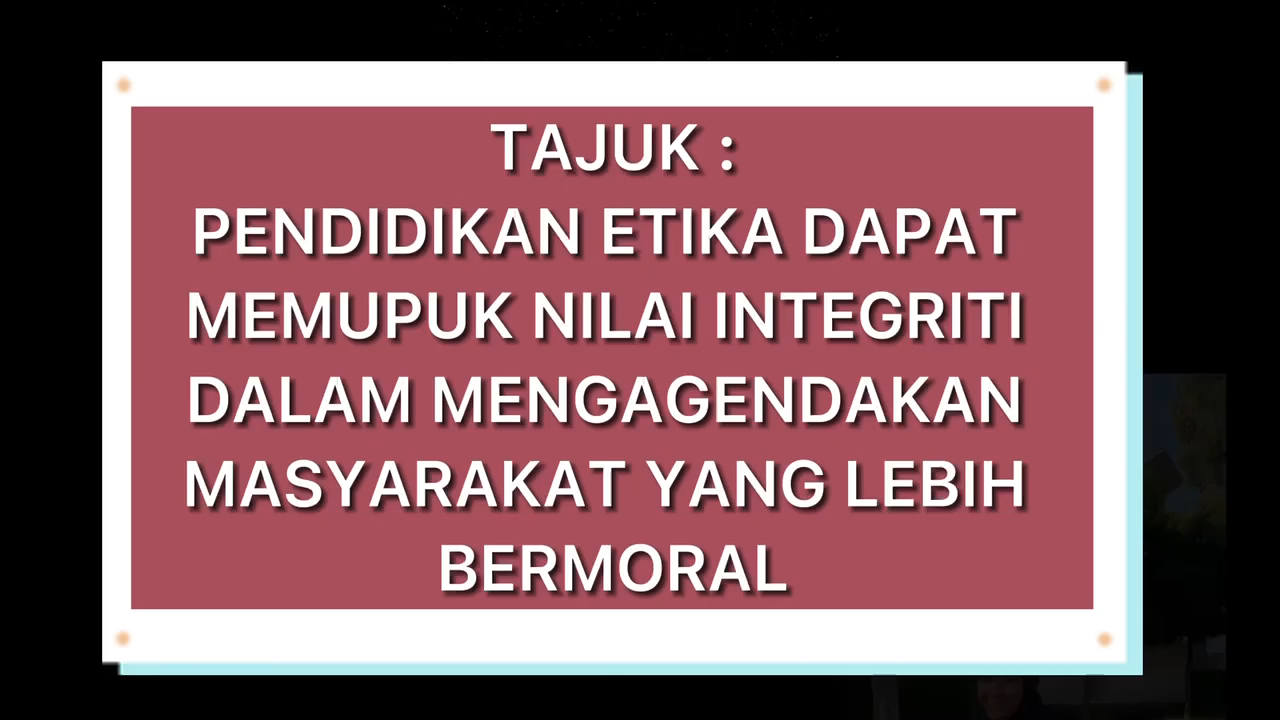 TAJUK :
PENDIDIKAN ETIKA DAPAT
MEMUPUK NILAI INTEGRITI
DALAM MENGAGENDAKAN
MASYARAKAT YANG LEBIH
BERMORAL